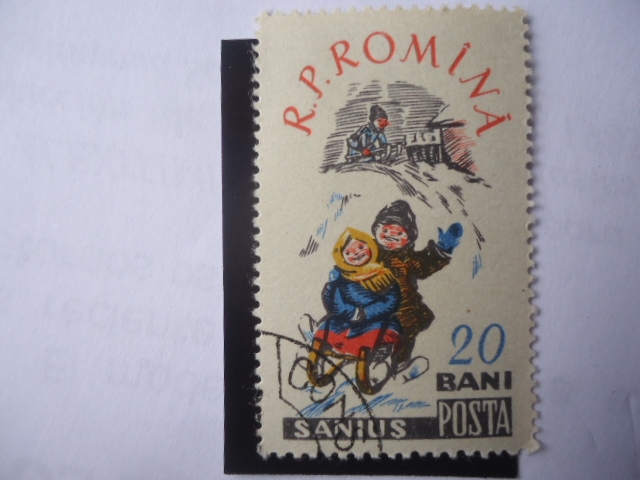 R.P. ROMÎNĂ
20
BANI
SANIUS POSTA